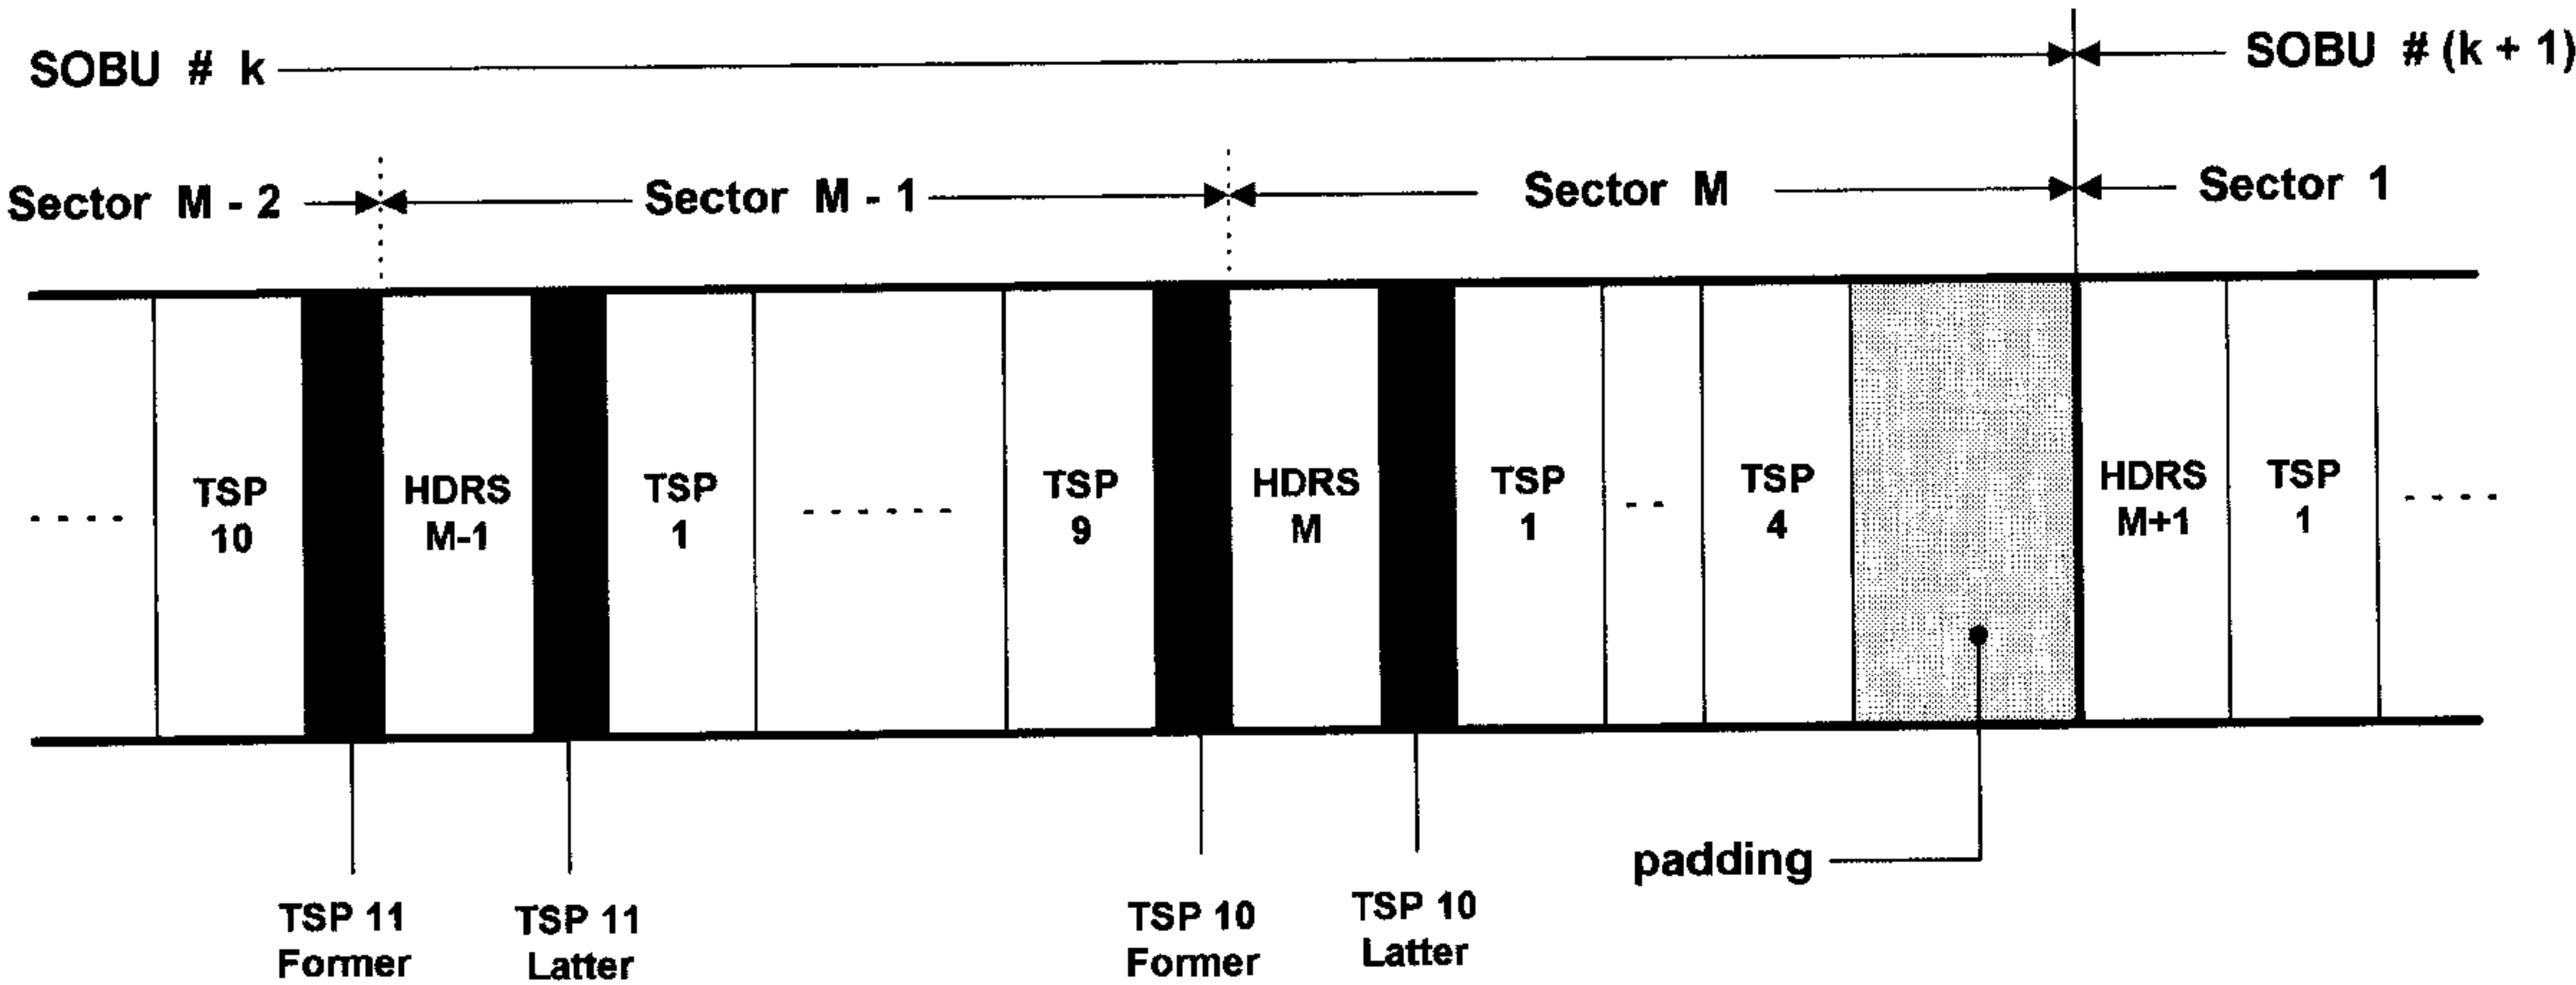 SOBU # k
SOBU # (k + 1)
Sector M - 2
Sector M - 1
Sector M
Sector 1
. . . .
TSP
10
HDRS
M-1
TSP
1
. . . . . . . .
TSP
9
HDRS
M
TSP
1
. .
TSP
4
HDRS
M+1
TSP
1
. . . . .
TSP 11
Former
TSP 11
Latter
TSP 10
Former
TSP 10
Latter
padding